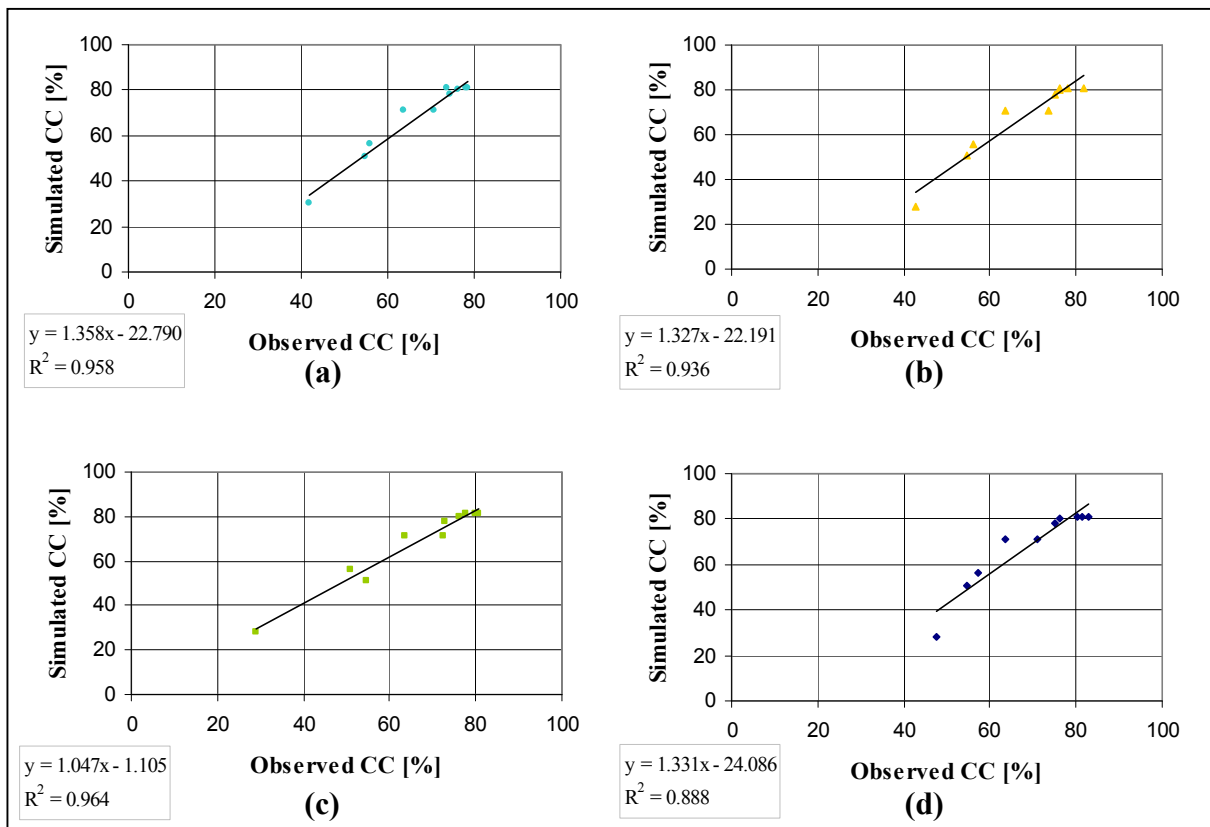 100
80
60
40
20
0
Simulated CC [%]
0 20 40 60 80 100
Observed CC [%]
y = 1.358x - 22.790
R² = 0.958
(a)
100
80
60
40
20
0
Simulated CC [%]
0 20 40 60 80 100
Observed CC [%]
y = 1.327x - 22.191
R² = 0.936
(b)
100
80
60
40
20
0
Simulated CC [%]
0 20 40 60 80 100
Observed CC [%]
y = 1.047x - 1.105
R² = 0.964
(c)
100
80
60
40
20
0
Simulated CC [%]
0 20 40 60 80 100
Observed CC [%]
y = 1.331x - 24.086
R² = 0.888
(d)